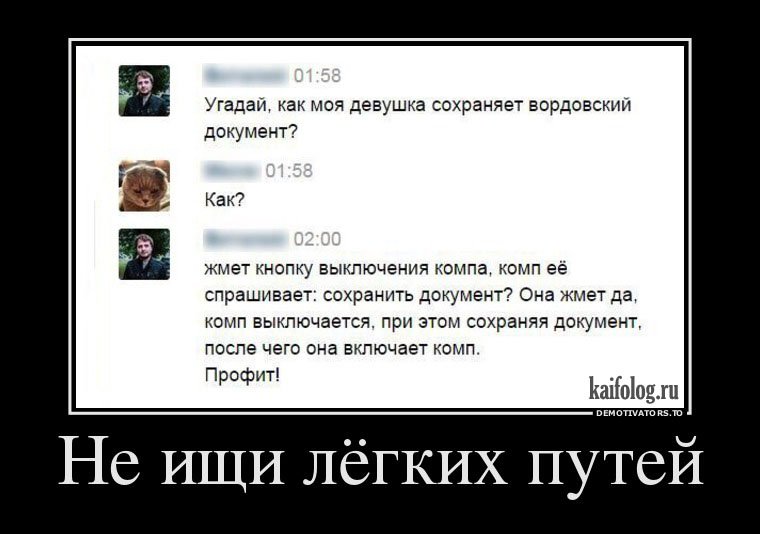 01:58
Угадай, как моя девушка сохраняет вордовский
документ?
01:58
Как?
02:00
жмет кнопку выключения компа, комп её
спрашивает: сохранить документ? Она жмет да,
комп выключается, при этом сохраняя документ,
после чего она включает комп.
Профит!
kaifolog.ru
DEMOTIVATORS.TO
Не ищи лёгких путей